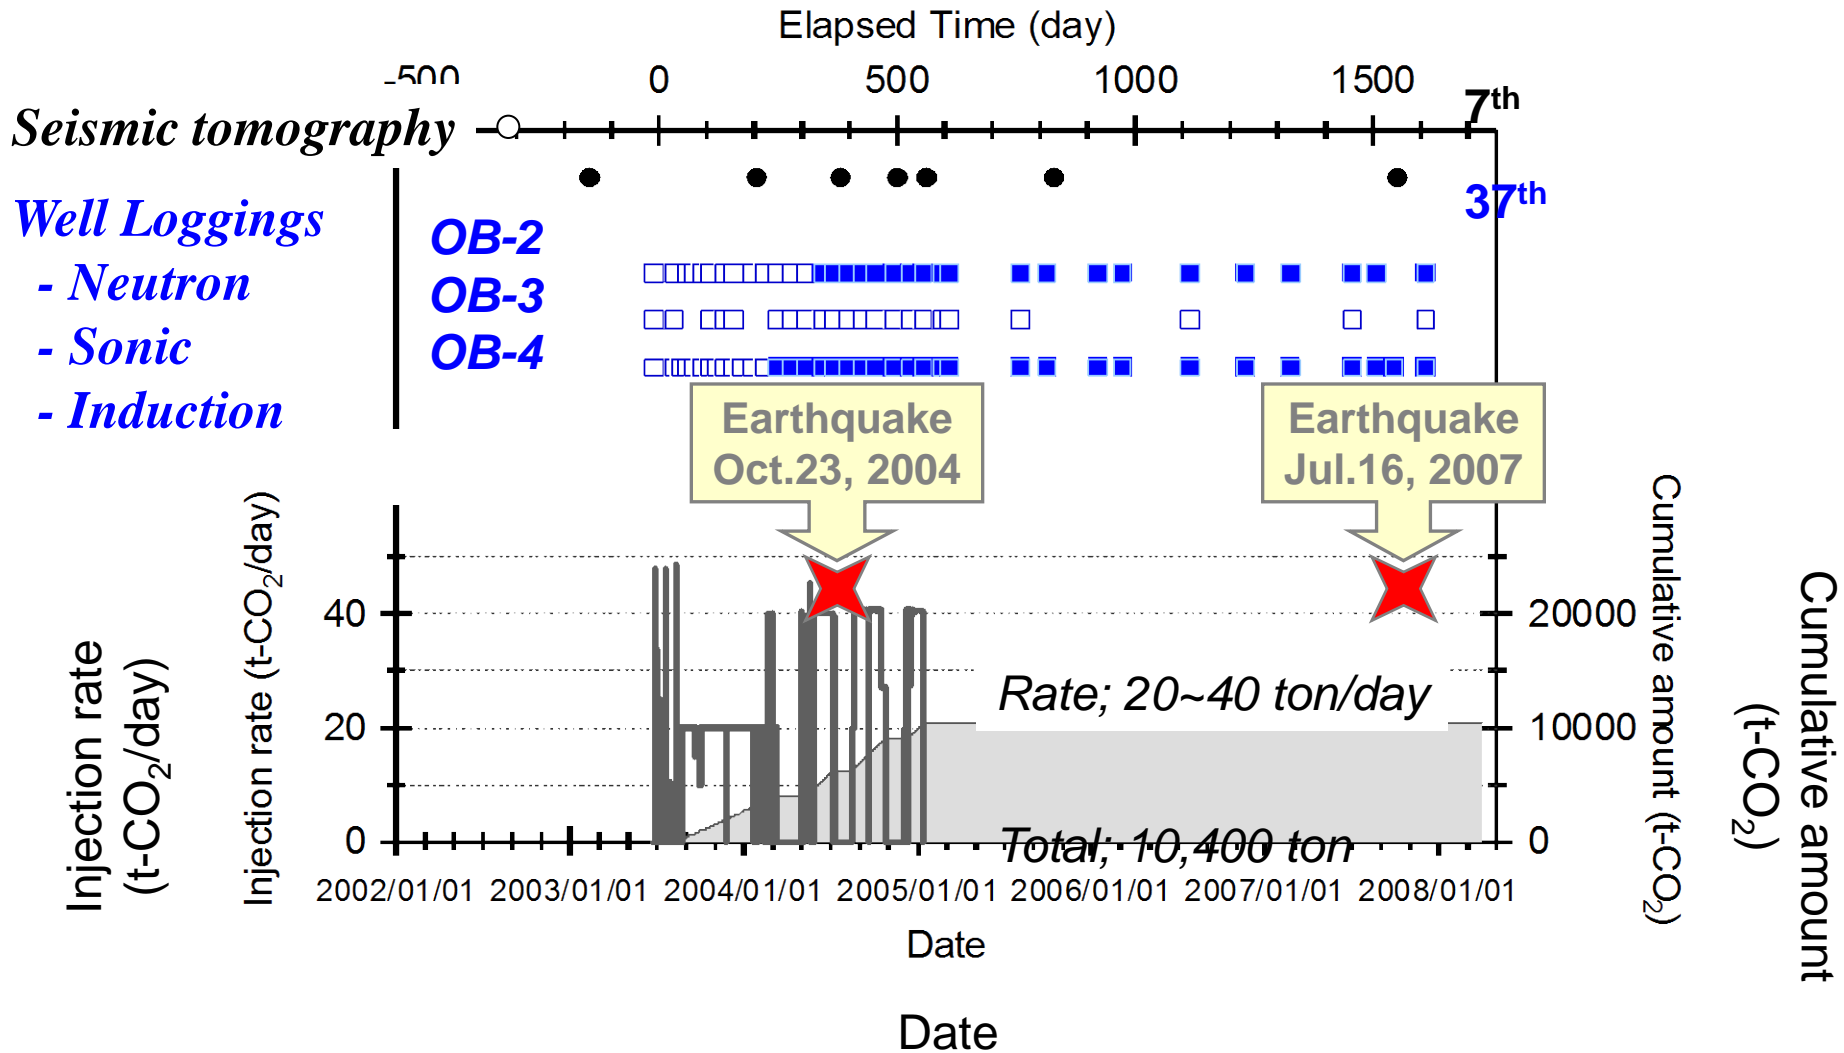 Elapsed Time (day)
-500 0 500 1000 1500
7th
Seismic tomography
37th
Well Loggings
- Neutron
- Sonic
- Induction
OB-2
OB-3
OB-4
Earthquake
Oct.23, 2004
Earthquake
Jul.16, 2007
Injection rate
(t-CO2/day)
Injection rate (t-CO2/day)
40
20
0
20000
10000
0
Cumulative amount (t-CO2)
Cumulative amount
(t-CO2)
Rate; 20~40 ton/day
Total; 10,400 ton
2002/01/01 2003/01/01 2004/01/01 2005/01/01 2006/01/01 2007/01/01 2008/01/01
Date
Date